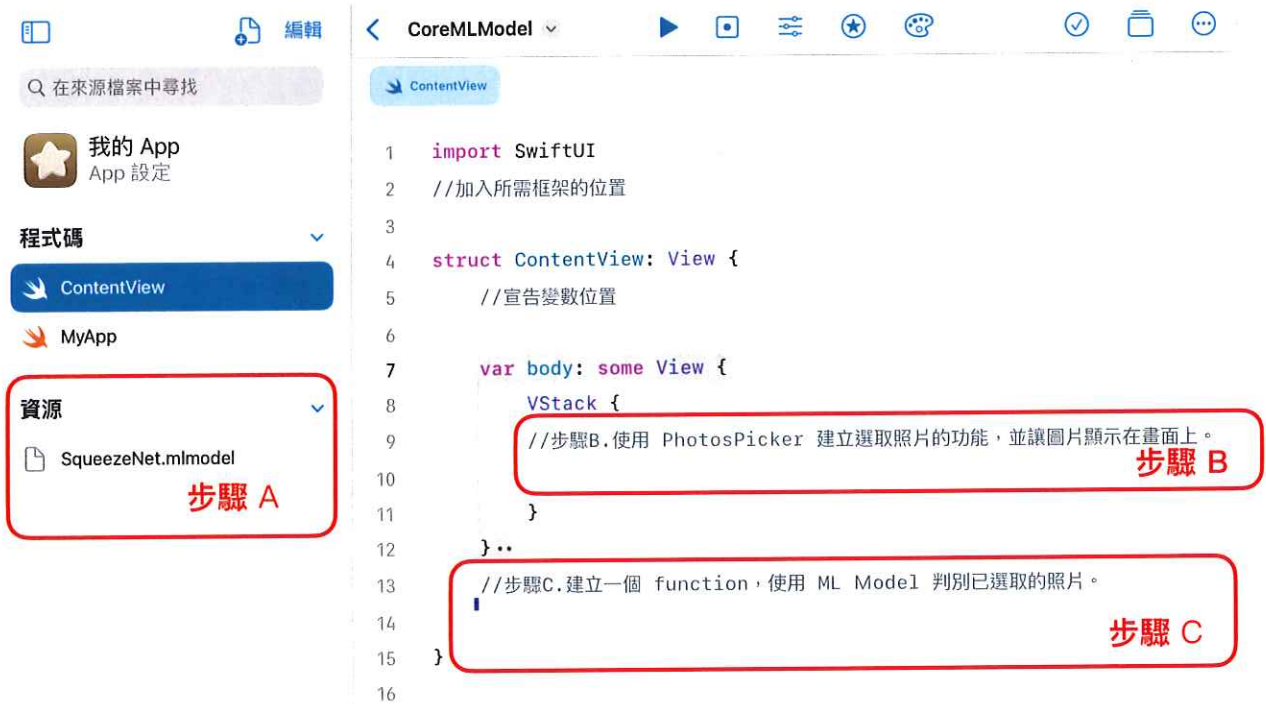 編輯
在來源檔案中尋找
我的 App
App 設定
程式碼
ContentView
MyApp
資源
SqueezeNet.mlmodel
步驟 A
CoreMLModel
ContentView
1 import SwiftUI
2 //加入所需框架的位置
3
4 struct ContentView: View {
5 //宣告變數位置
6
7 var body: some View {
8 VStack {
9 //步驟B.使用 PhotosPicker 建立選取照片的功能，並讓圖片顯示在畫面上。
步驟 B
10
11 }
12 }••
13 //步驟C.建立一個 function，使用 ML Model 判別已選取的照片。
14
步驟 C
15 }
16